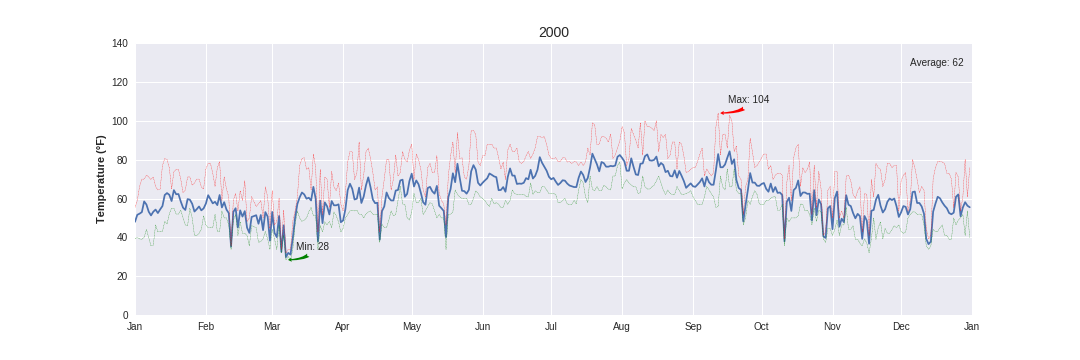 2000
140
Average: 62
120
Max: 104
100
80
60
40
Min: 28
20
0
Temperature (°F)
Jan Feb Mar Apr May Jun Jul Aug Sep Oct Nov Dec Jan